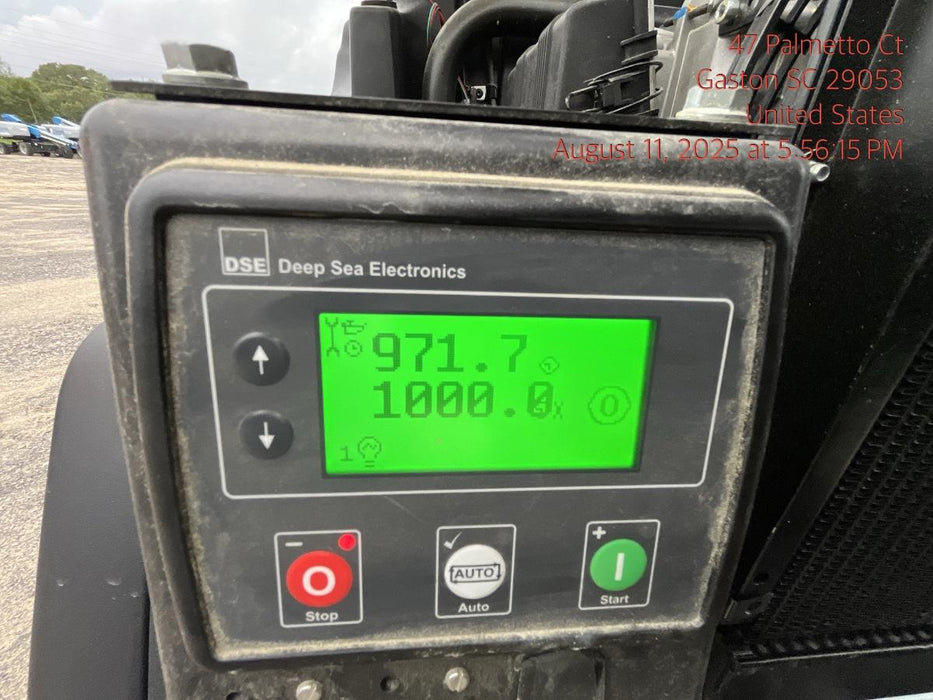 47 Palmetto Ct
Gaston SC 29053
United States
August 11, 2025 at 5:56:15 PM
DSE Deep Sea Electronics
971.7
1000.0
0
1
O
Stop
AUTO
Auto
I
Start